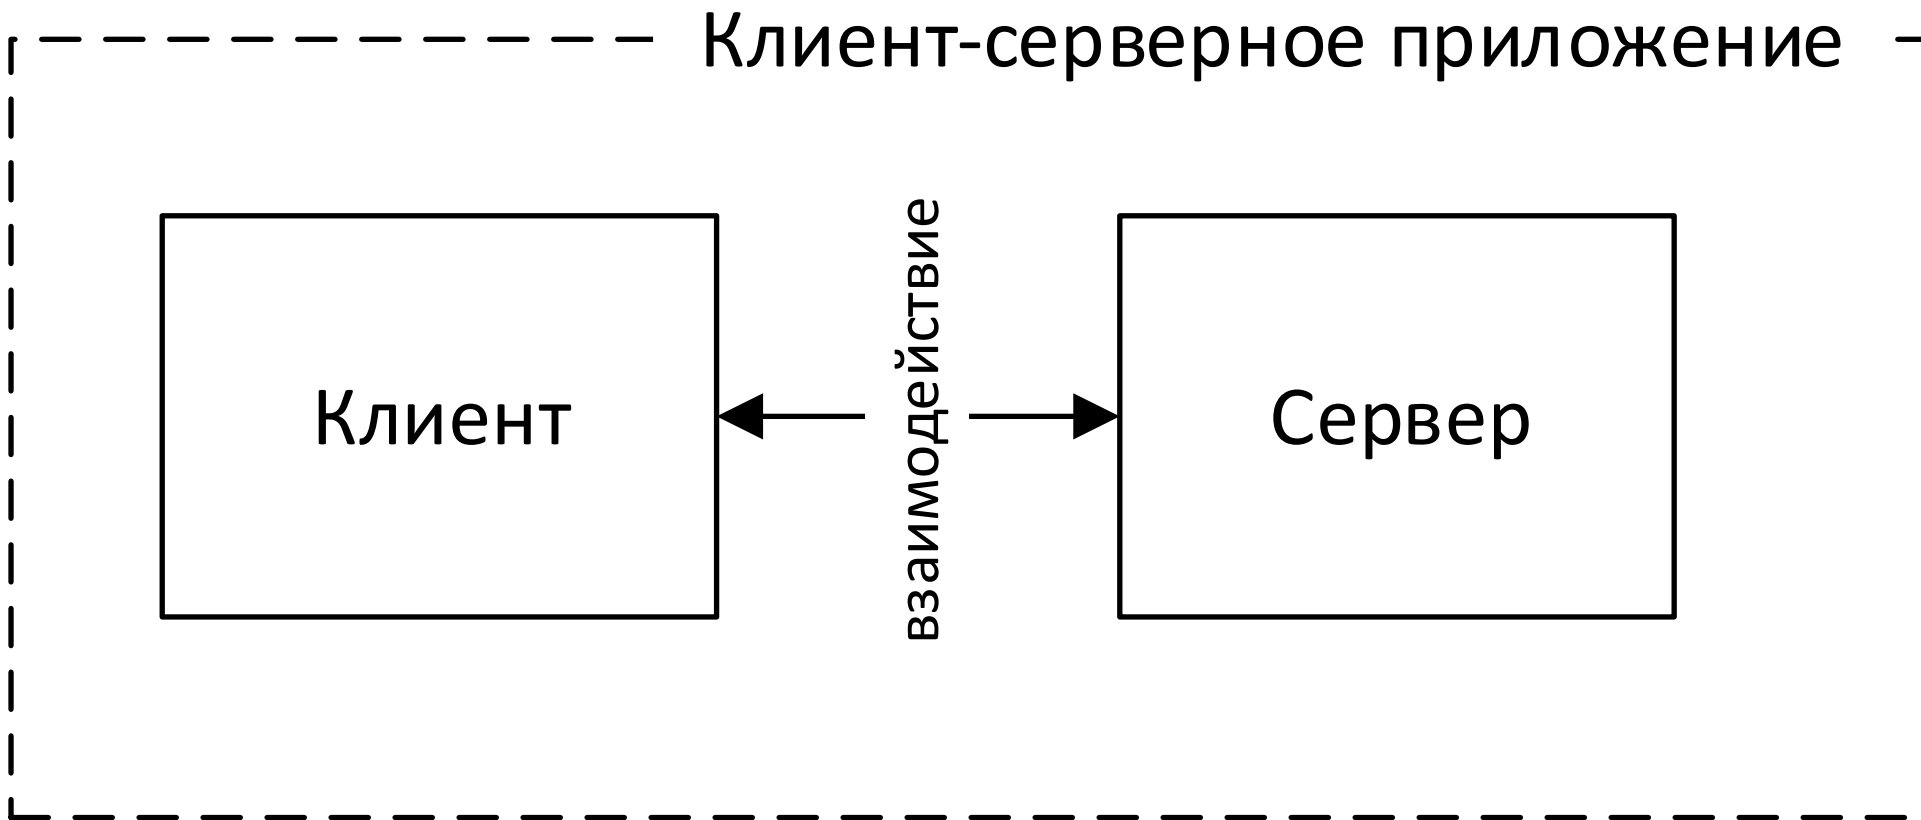 Клиент-серверное приложение
Клиент
взаимодействие
Сервер